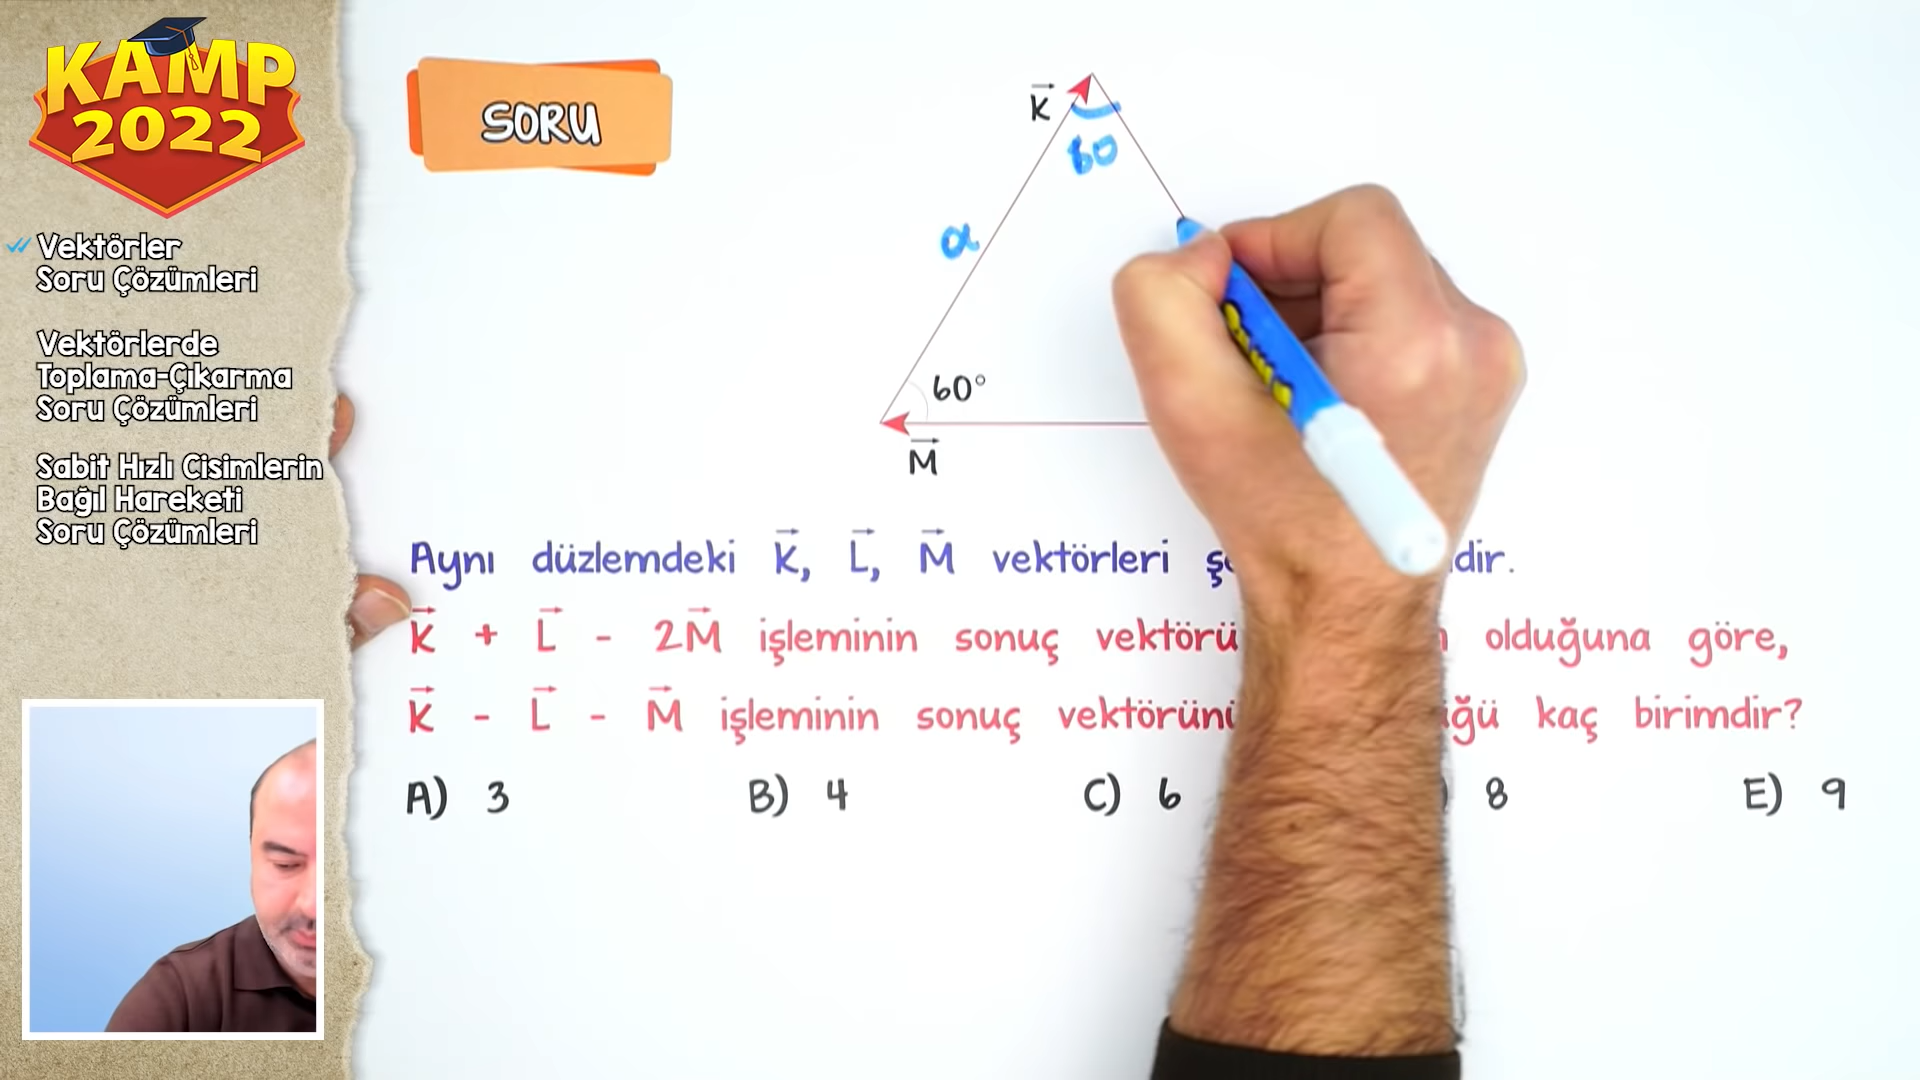 KAMP
2022
Vektörler
Soru Çözümleri
Vektörlerde
Toplama-Çıkarma
Soru Çözümleri
Sabit Hızlı Cisimlerin
Bağıl Hareketi
Soru Çözümleri
SORU
K
60
a
60°
M
Aynı düzlemdeki K, L, M vektörleri dir.
K + L - 2M işleminin sonuç olduğuna göre,
K - L - M işleminin sonuç kaç birimdir?
A) 3 B) 4 C) 6 8 E) 9